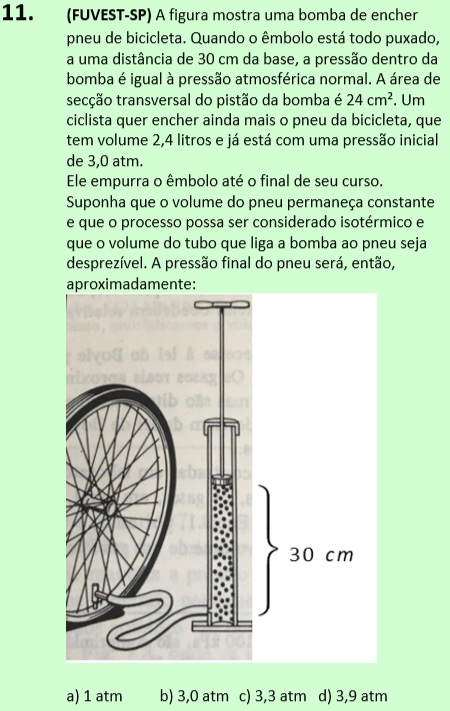 11. (FUVEST-SP) A figura mostra uma bomba de encher
pneu de bicicleta. Quando o êmbolo está todo puxado,
a uma distância de 30 cm da base, a pressão dentro da
bomba é igual à pressão atmosférica normal. A área de
secção transversal do pistão da bomba é 24 cm². Um
ciclista quer encher ainda mais o pneu da bicicleta, que
tem volume 2,4 litros e já está com uma pressão inicial
de 3,0 atm.
Ele empurra o êmbolo até o final de seu curso.
Suponha que o volume do pneu permaneça constante
e que o processo possa ser considerado isotérmico e
que o volume do tubo que liga a bomba ao pneu seja
desprezível. A pressão final do pneu será, então,
aproximadamente:
30 cm
a) 1 atm b) 3,0 atm c) 3,3 atm d) 3,9 atm